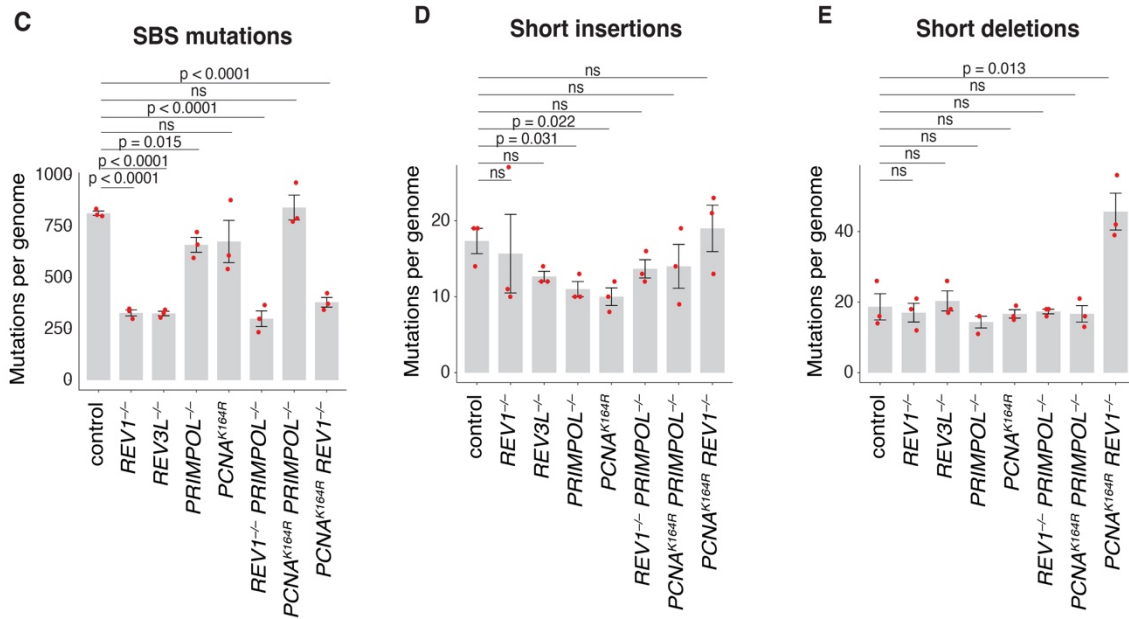 C
SBS mutations
p < 0.0001
ns
p < 0.0001
ns
p = 0.015
p < 0.0001
p < 0.0001
Mutations per genome
1000
750
500
250
0
control
REV1–/–
REV3L–/–
PRIMPOL–/–
PCNAK164R
REV1–/– PRIMPOL–/–
PCNAK164R PRIMPOL–/–
PCNAK164R REV1–/–
D
Short insertions
ns
ns
ns
p = 0.022
p = 0.031
ns
ns
Mutations per genome
20
10
0
control
REV1–/–
REV3L–/–
PRIMPOL–/–
PCNAK164R
REV1–/– PRIMPOL–/–
PCNAK164R PRIMPOL–/–
PCNAK164R REV1–/–
E
Short deletions
p = 0.013
ns
ns
ns
ns
ns
ns
Mutations per genome
40
20
0
control
REV1–/–
REV3L–/–
PRIMPOL–/–
PCNAK164R
REV1–/– PRIMPOL–/–
PCNAK164R PRIMPOL–/–
PCNAK164R REV1–/–